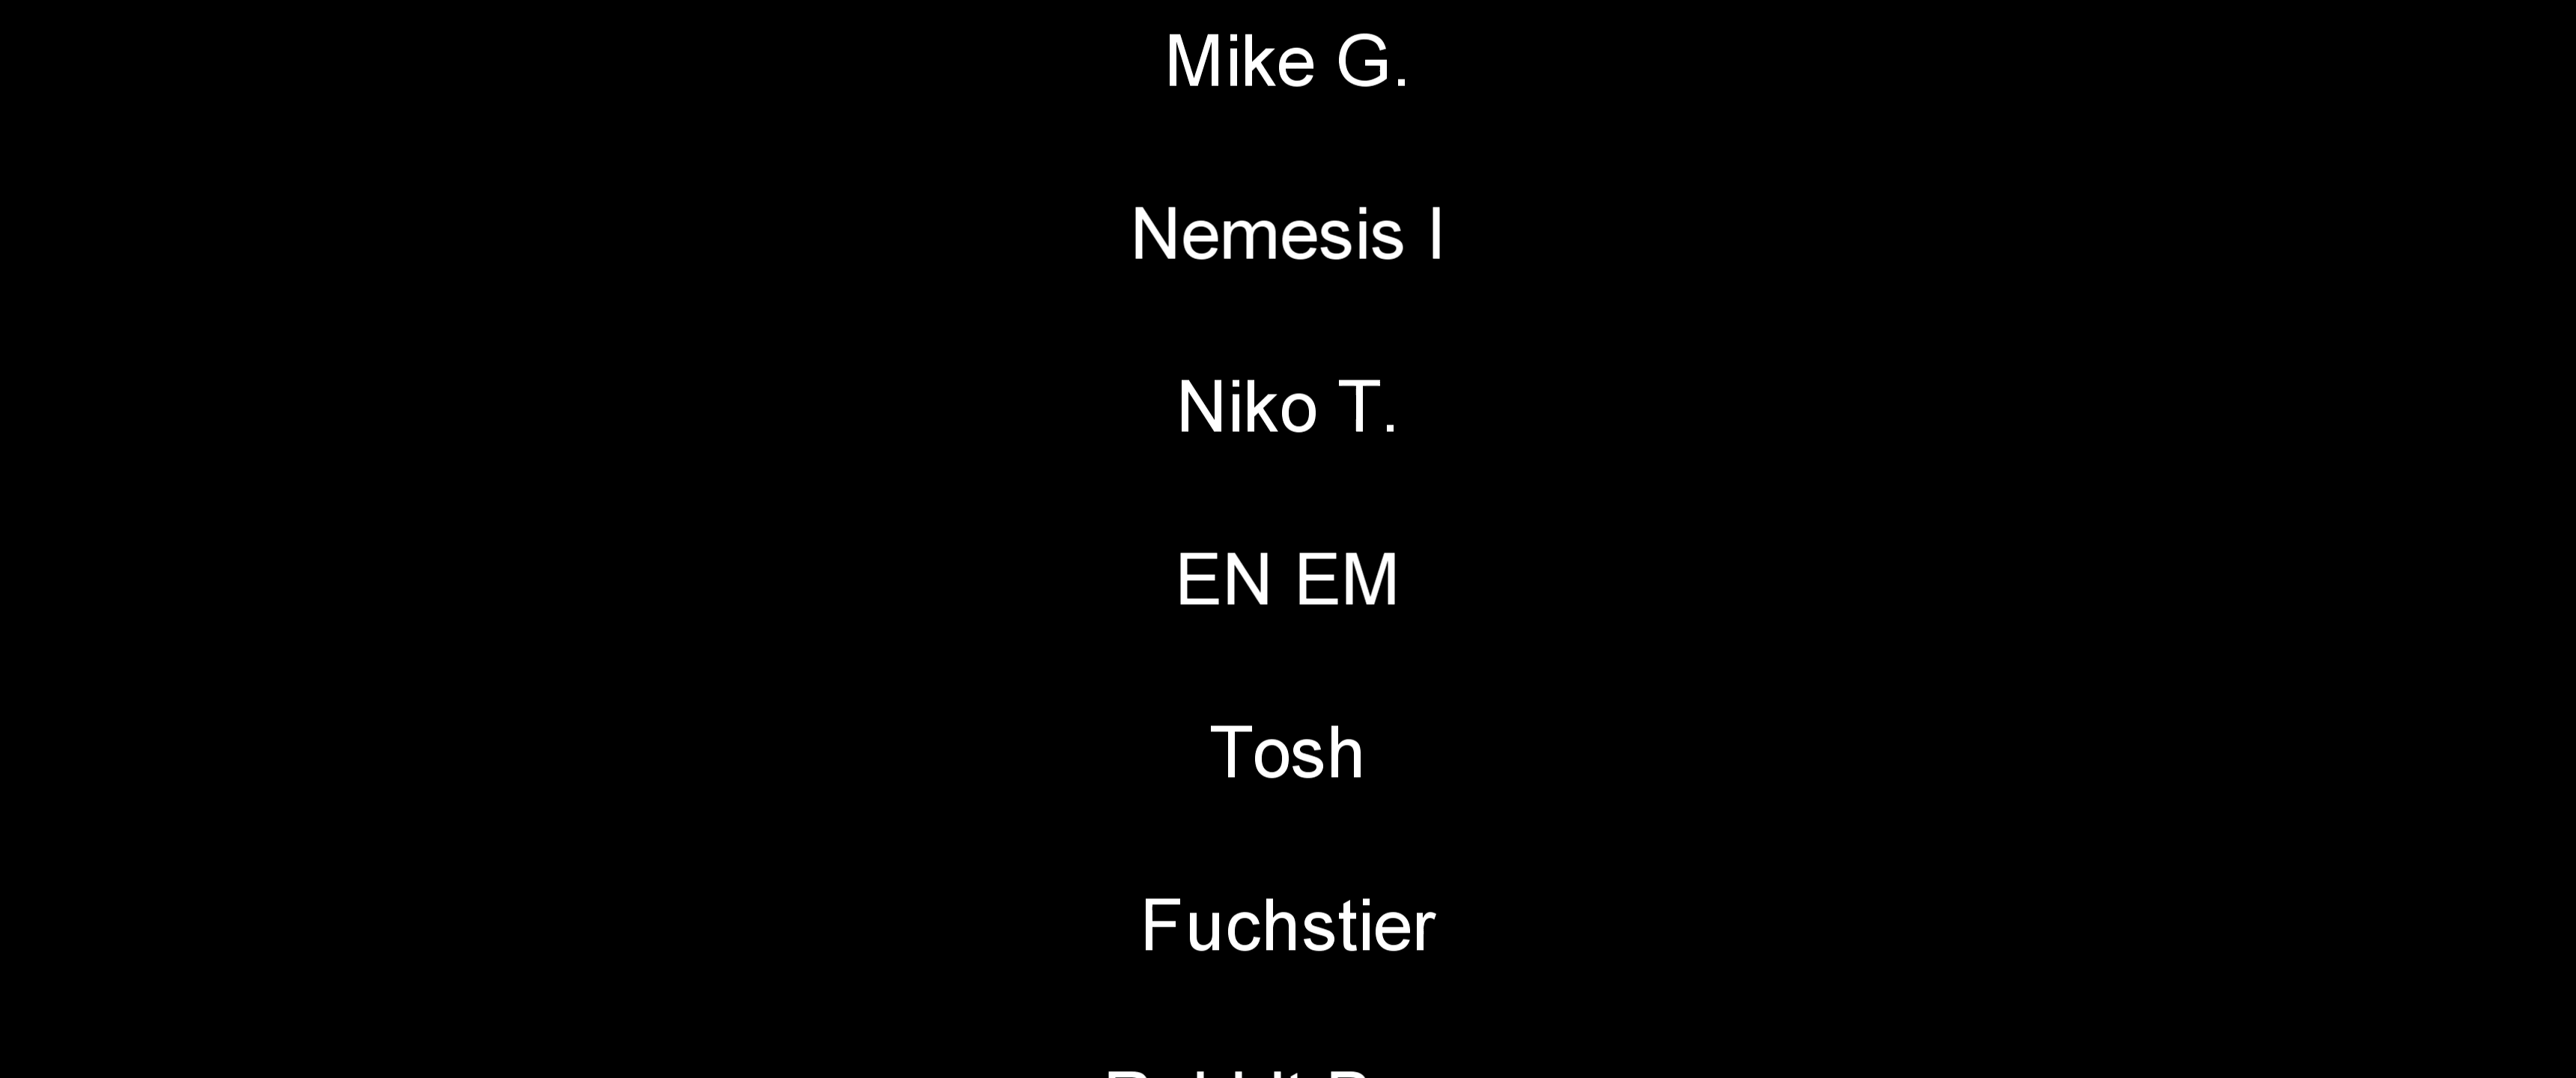 Mike G.
Nemesis I
Niko T.
EN EM
Tosh
Fuchstier